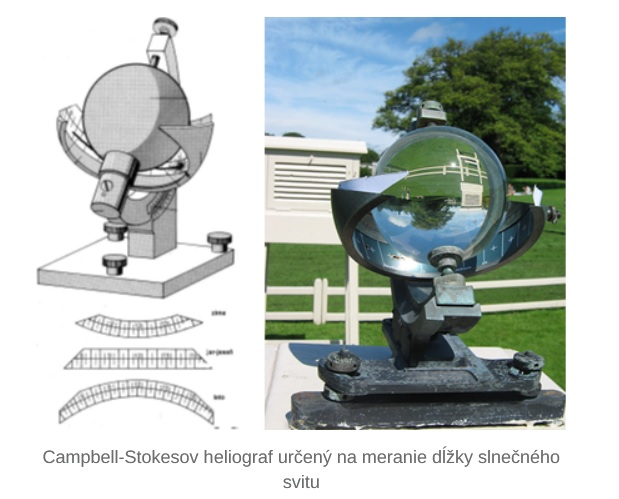 zima
jar-jeseň
leto
Campbell-Stokesov heliograf určený na meranie dĺžky slnečného
svitu